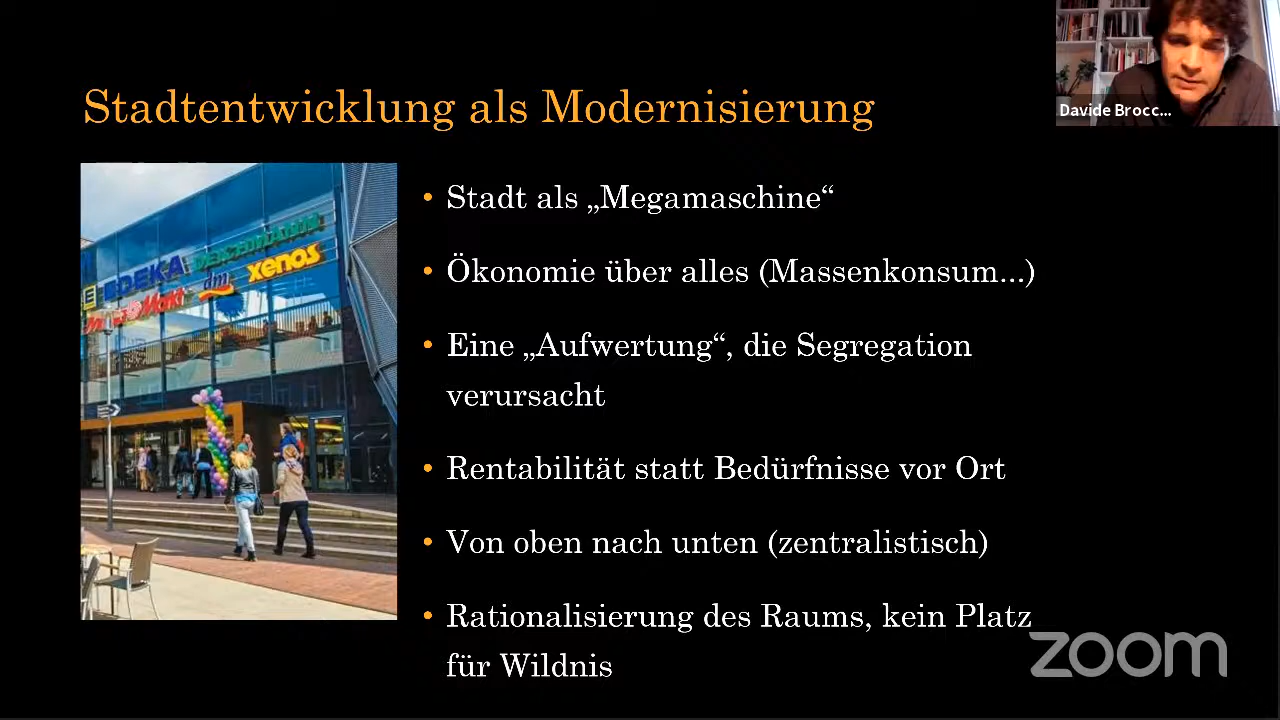 Stadtentwicklung als Modernisierung
Davide Brocc...
EDEKA
dm
xenos
• Stadt als „Megamaschine“
• Ökonomie über alles (Massenkonsum...)
• Eine „Aufwertung“, die Segregation
verursacht
• Rentabilität statt Bedürfnisse vor Ort
• Von oben nach unten (zentralistisch)
• Rationalisierung des Raums, kein Platz
für Wildnis
zoom